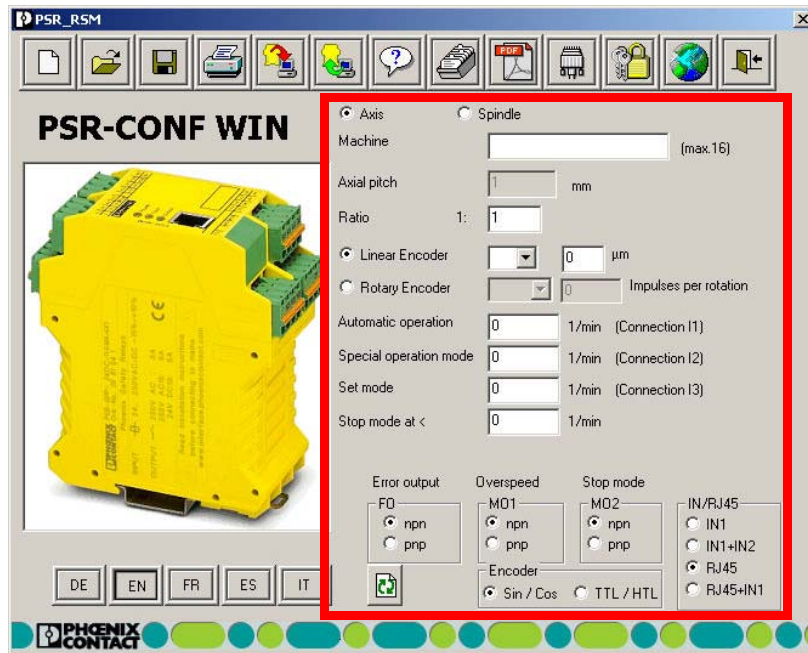 PSR_RSM
PDF
PSR-CONF WIN
Axis Spindle
Machine (max.16)
Axial pitch 1 mm
Ratio 1: 1
Linear Encoder 0 µm
Rotary Encoder 0 Impulses per rotation
Automatic operation 0 1/min (Connection I1)
Special operation mode 0 1/min (Connection I2)
Set mode 0 1/min (Connection I3)
Stop mode at < 0 1/min
Error output Overspeed Stop mode
FO MO1 MO2 IN/RJ45
npn npn npn IN1
pnp pnp pnp IN1+IN2
Encoder RJ45
Sin / Cos TTL / HTL RJ45+IN1
DE EN FR ES IT
PHŒNIX
CONTACT